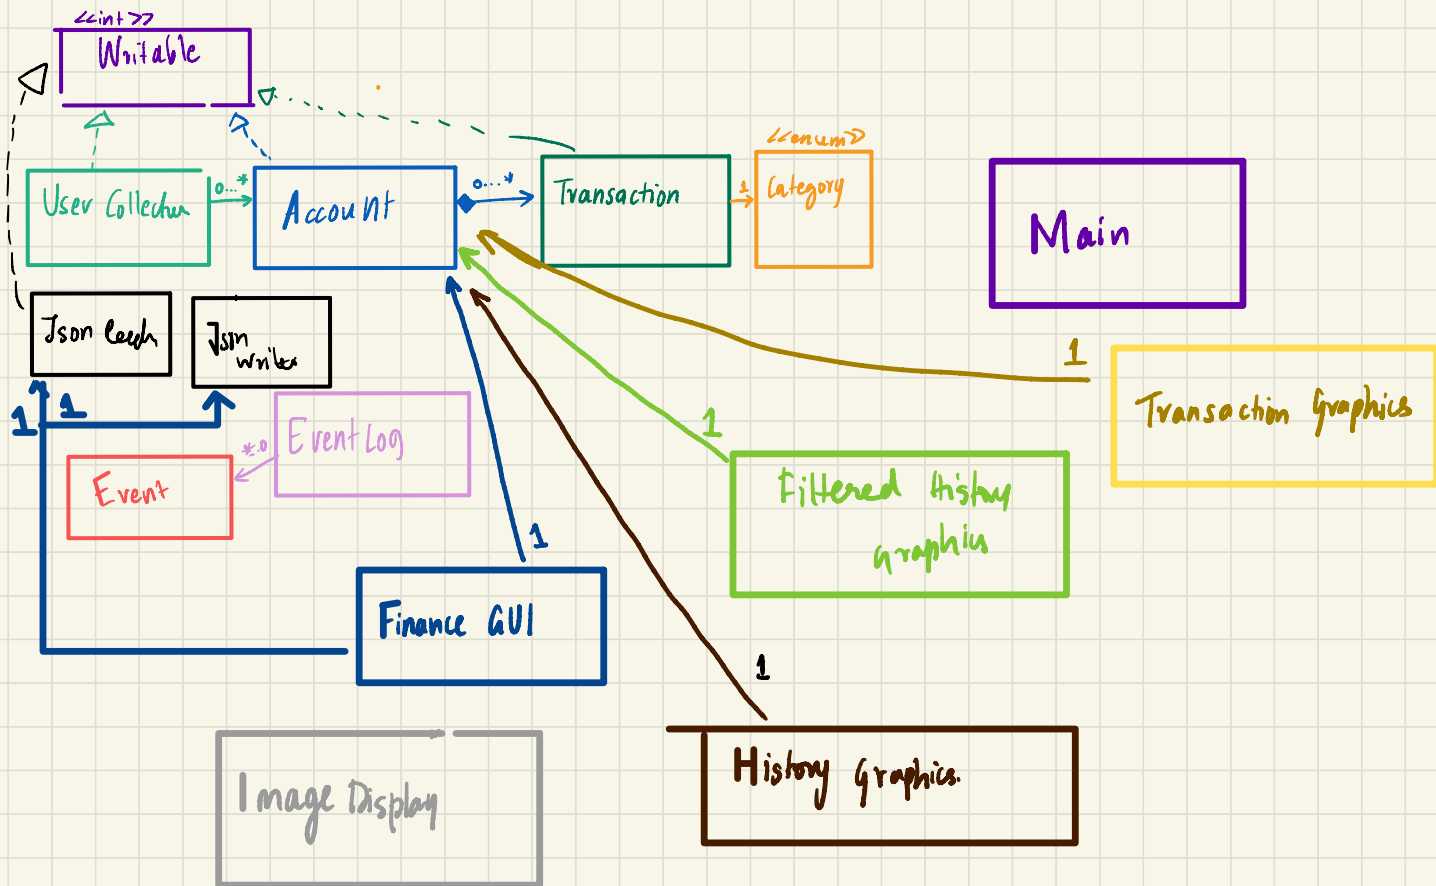 <<int>>
Writable
<<enum>>
0...*
Account
0...*
Transaction
1
Category
User
Main
Json
Json
writer
1
1
1
Transaction Graphics
1
Event Log
*..0
Event
Filtered History
Graphics
1
Finance GUI
1
History Graphics.
Image Display